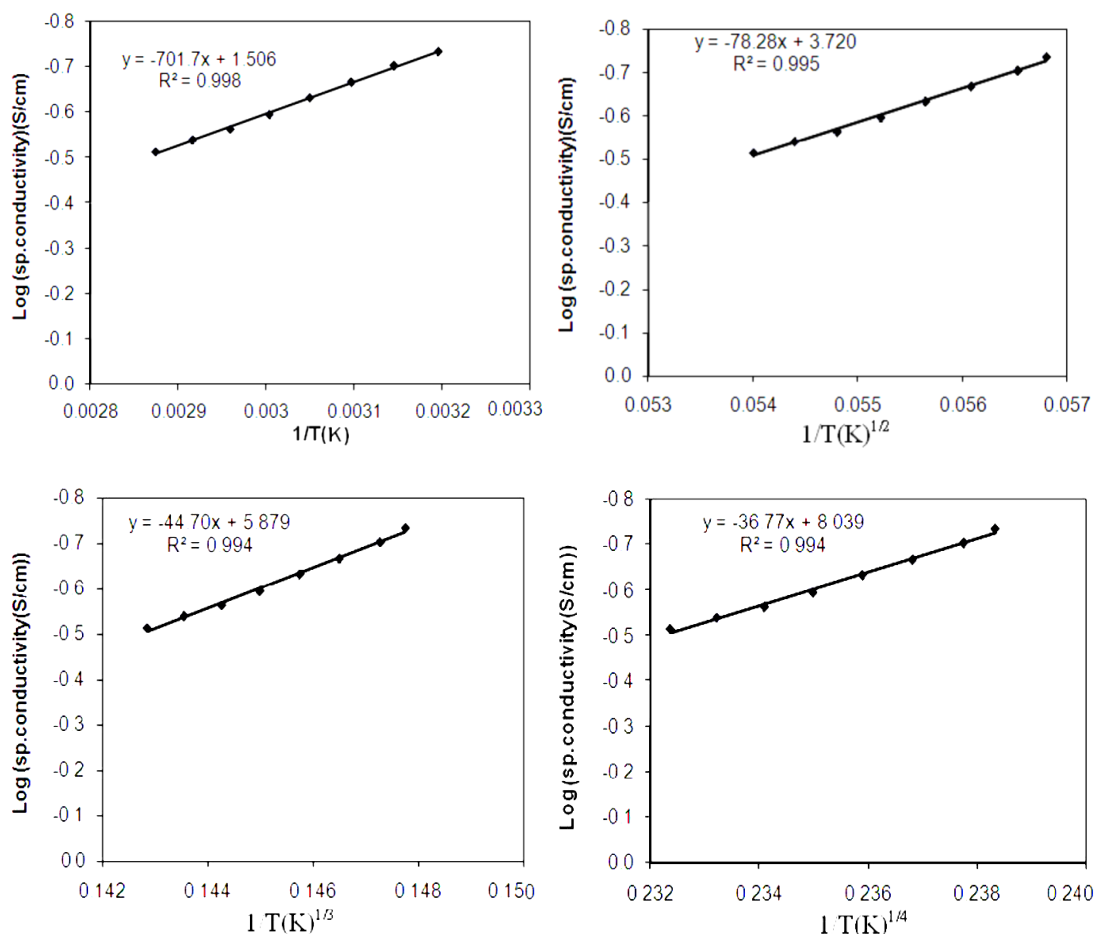 Log (sp.conductivity)(S/cm)
-0.8
-0.7
-0.6
-0.5
-0.4
-0.3
-0.2
-0.1
0.0
y = -701.7x + 1.506
R² = 0.998
0.0028 0.0029 0.003 0.0031 0.0032 0.0033
1/T(K)
Log (sp.conductivity)(S/cm)
-0.8
-0.7
-0.6
-0.5
-0.4
-0.3
-0.2
-0.1
0.0
y = -78.28x + 3.720
R² = 0.995
0.053 0.054 0.055 0.056 0.057
1/T(K)^1/2
Log (sp.conductivity(S/cm))
-0 8
-0 7
-0 6
-0 5
-0 4
-0 3
-0 2
-0 1
0 0
y = -44 70x + 5 879
R² = 0 994
0 142 0 144 0 146 0 148 0 150
1/T(K)^1/3
Log (sp.conductivity(S/cm))
-0 8
-0 7
-0 6
-0 5
-0 4
-0 3
-0 2
-0 1
0 0
y = -36 77x + 8 039
R² = 0 994
0 232 0 234 0 236 0 238 0 240
1/T(K)^1/4